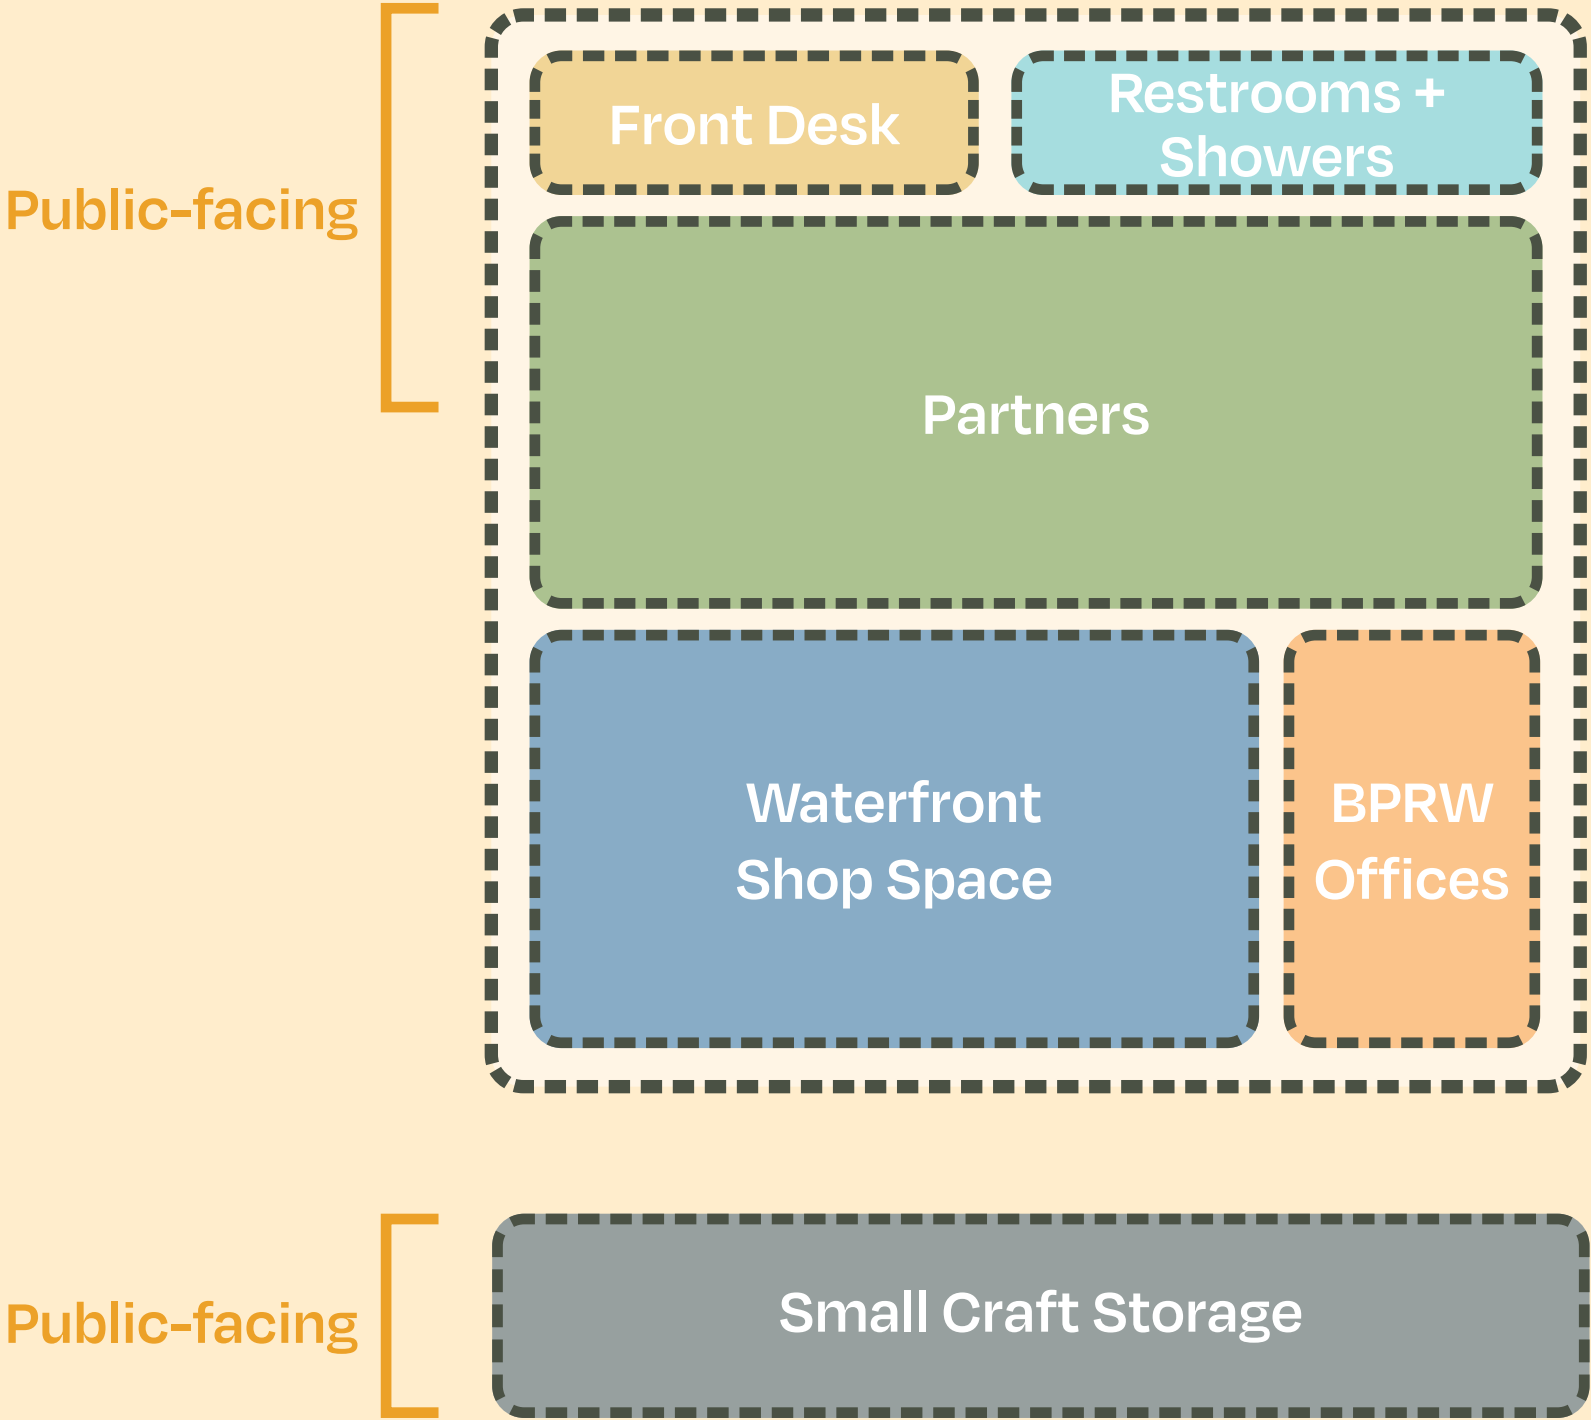 Public-facing
Front Desk
Restrooms +
Showers
Partners
Waterfront
Shop Space
BPRW
Offices
Public-facing
Small Craft Storage